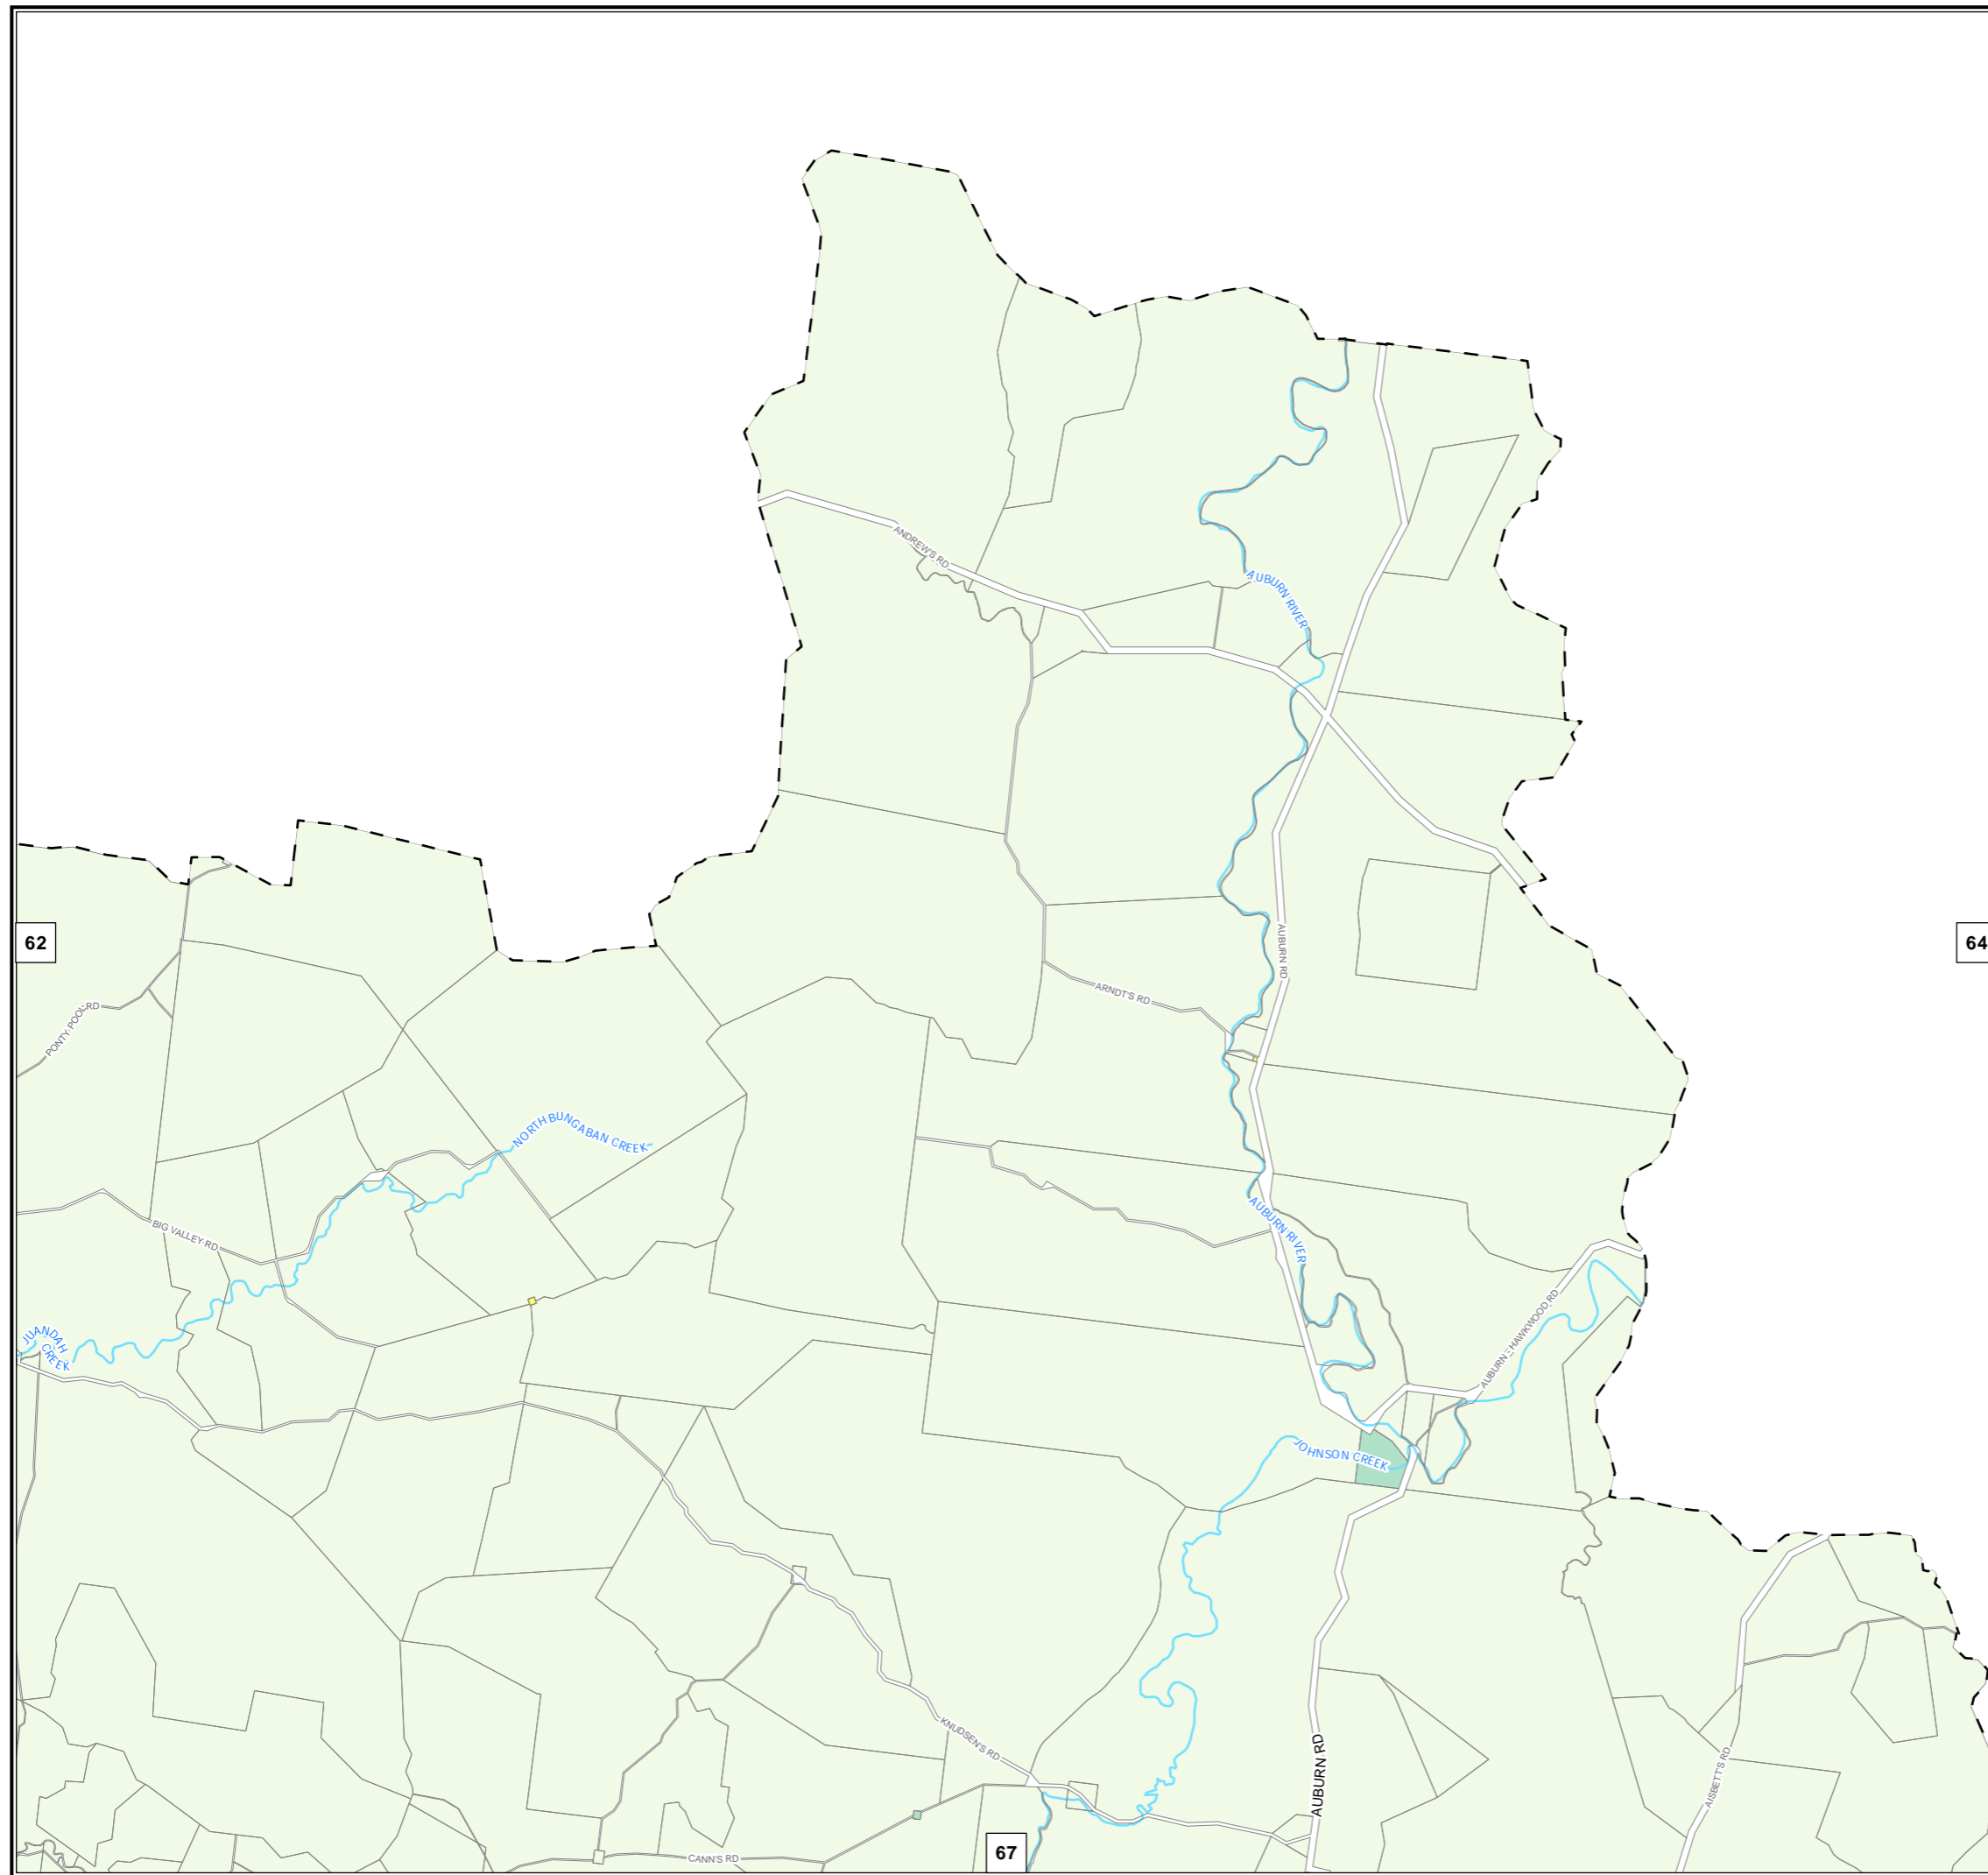 ANDREWS RD
AUBURN RIVER
62
AUBURN RD
64
ARNDT'S RD
PONTY POOL RD
NORTH BUNGABAN CREEK
BIG VALLEY RD
AUBURN RIVER
JUANDAH
CREEK
AUBURN - HAWKWOOD RD
JOHNSON CREEK
KNUDSEN'S RD
AUBURN RD
AISBETT'S RD
67
CANN'S RD